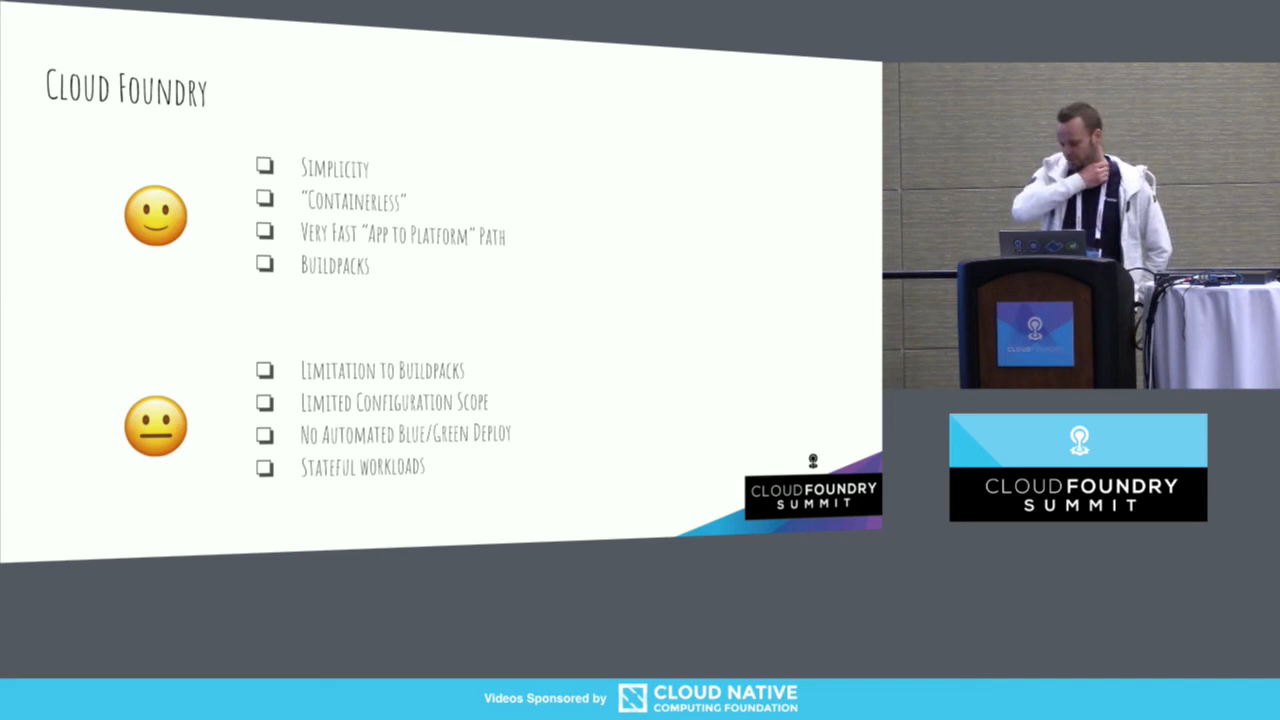 Cloud Foundry
Simplicity
"Containerless"
Very Fast "App to Platform" Path
Buildpacks
Limitation to Buildpacks
Limited Configuration Scope
No Automated Blue/Green Deploy
Stateful workloads
CLOUDFOUNDRY
SUMMIT
CLOUDFOUNDRY
CLOUDFOUNDRY
SUMMIT
Videos Sponsored by
CLOUD NATIVE
COMPUTING FOUNDATION